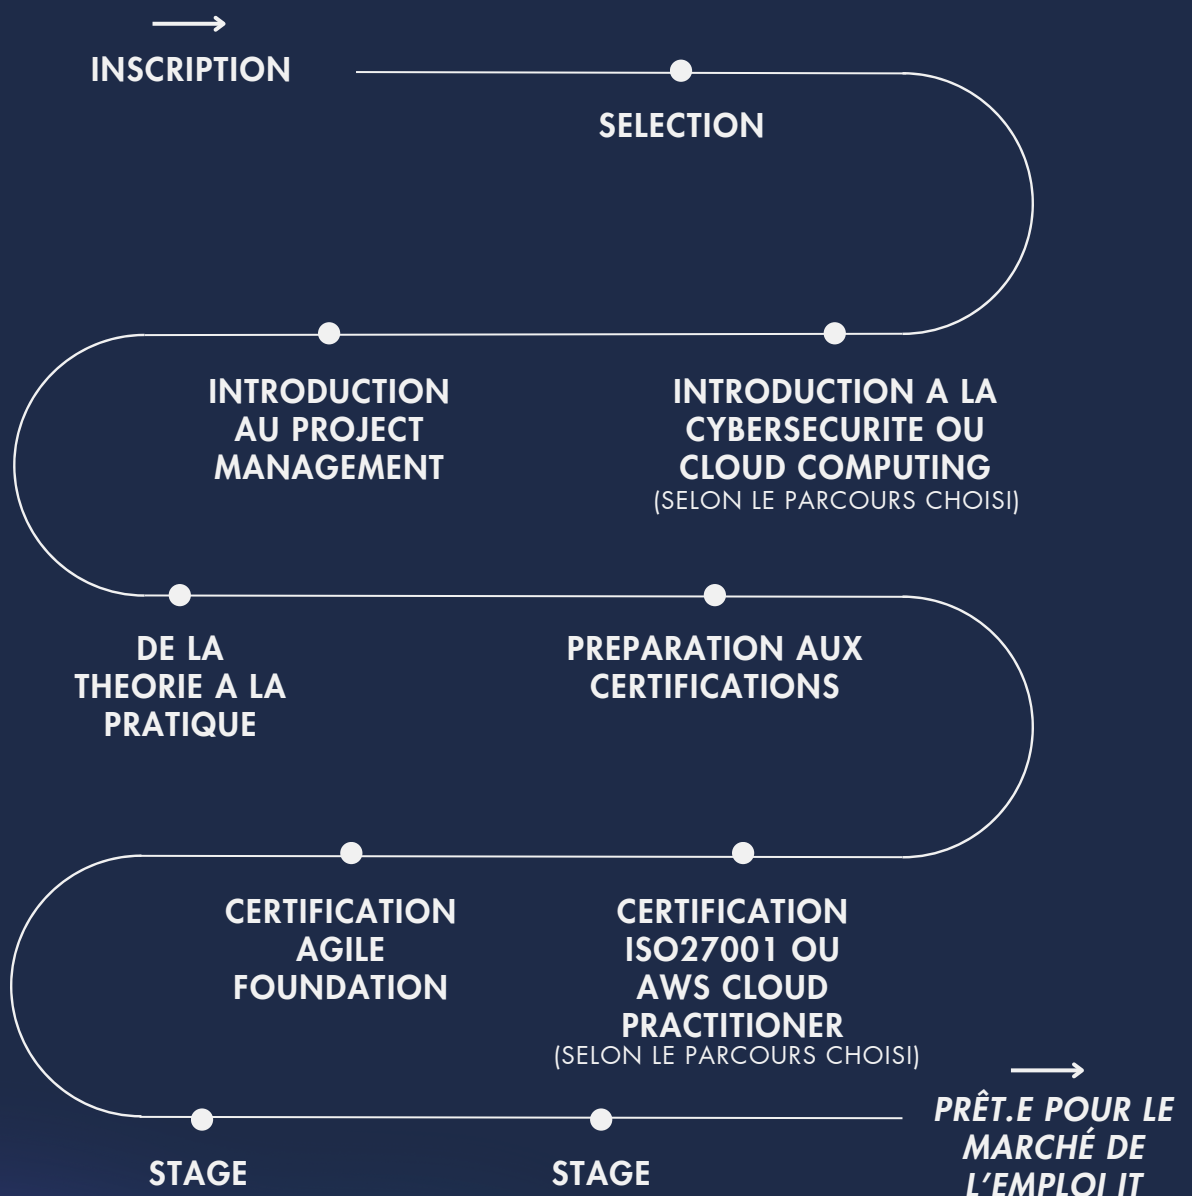 INSCRIPTION
SELECTION
INTRODUCTION
AU PROJECT
MANAGEMENT
INTRODUCTION A LA
CYBERSECURITE OU
CLOUD COMPUTING
(SELON LE PARCOURS CHOISI)
DE LA
THEORIE A LA
PRATIQUE
PREPARATION AUX
CERTIFICATIONS
CERTIFICATION
AGILE
FOUNDATION
CERTIFICATION
ISO27001 OU
AWS CLOUD
PRACTITIONER
(SELON LE PARCOURS CHOISI)
STAGE
STAGE
PRÊT.E POUR LE
MARCHÉ DE
L'EMPLOI IT